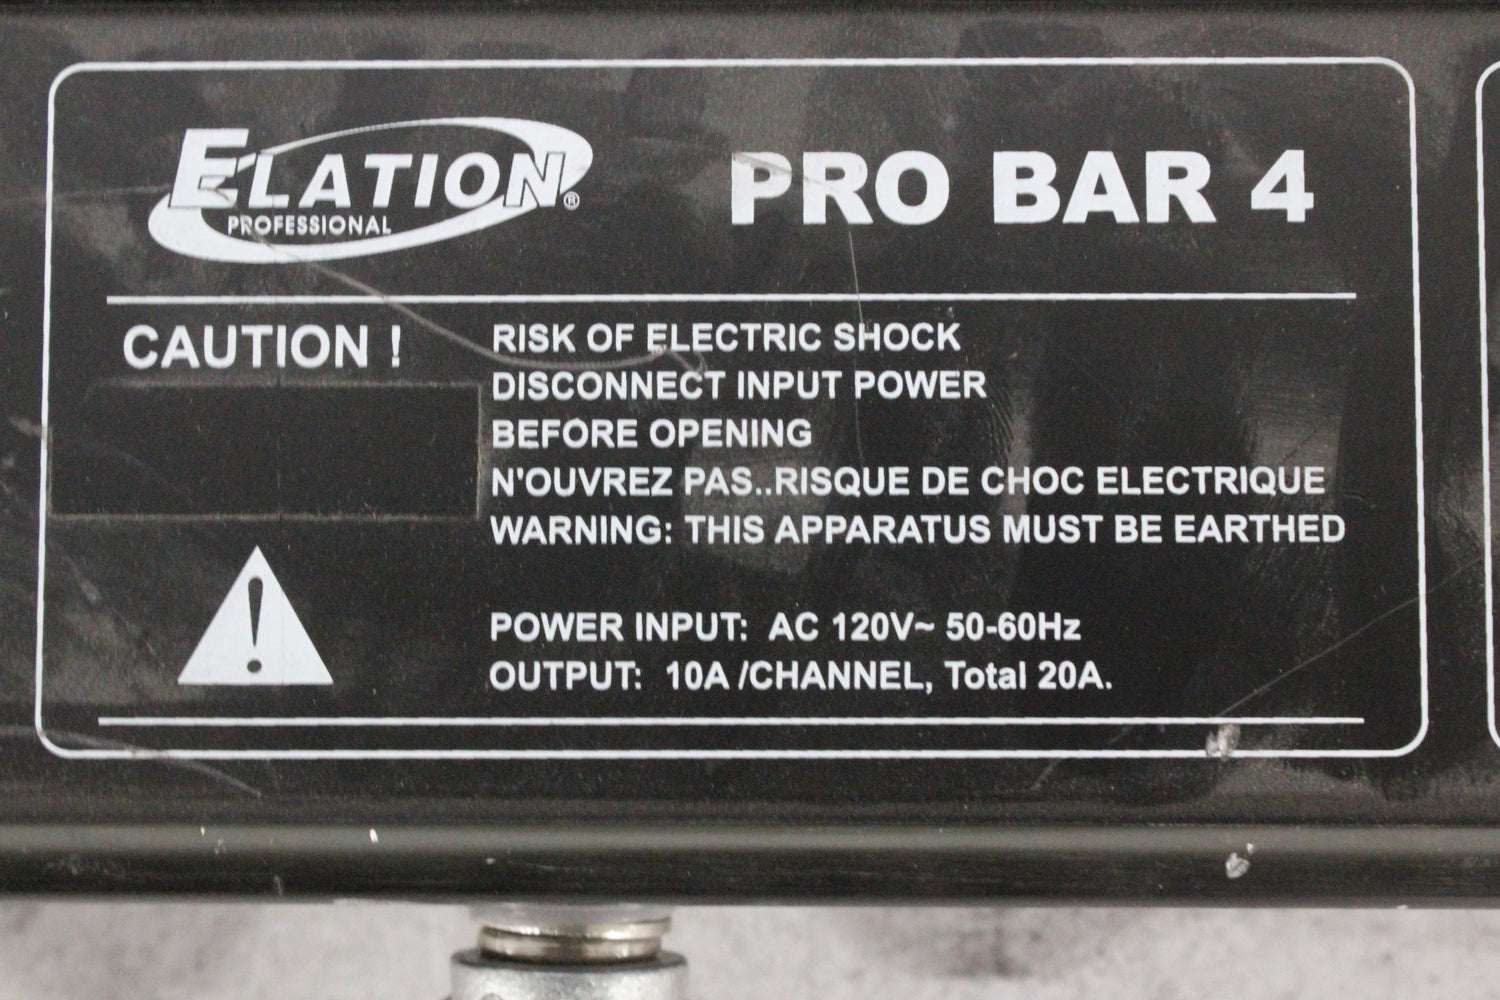 ELATION®
PROFESSIONAL
PRO BAR 4
CAUTION !
RISK OF ELECTRIC SHOCK
DISCONNECT INPUT POWER
BEFORE OPENING
N'OUVREZ PAS..RISQUE DE CHOC ELECTRIQUE
WARNING: THIS APPARATUS MUST BE EARTHED
POWER INPUT: AC 120V~ 50-60Hz
OUTPUT: 10A /CHANNEL, Total 20A.